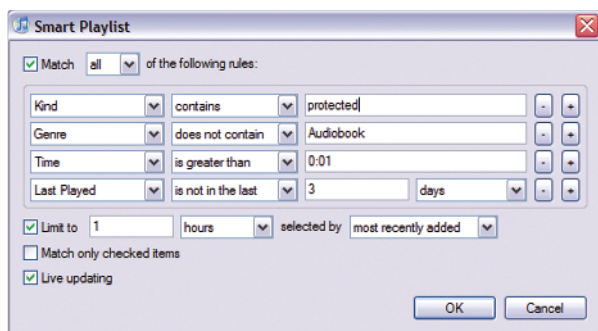 Smart Playlist
Match all of the following rules:
Kind contains protected - +
Genre does not contain Audiobook - +
Time is greater than 0:01 - +
Last Played is not in the last 3 days - +
Limit to 1 hours selected by most recently added
Match only checked items
Live updating
OK Cancel